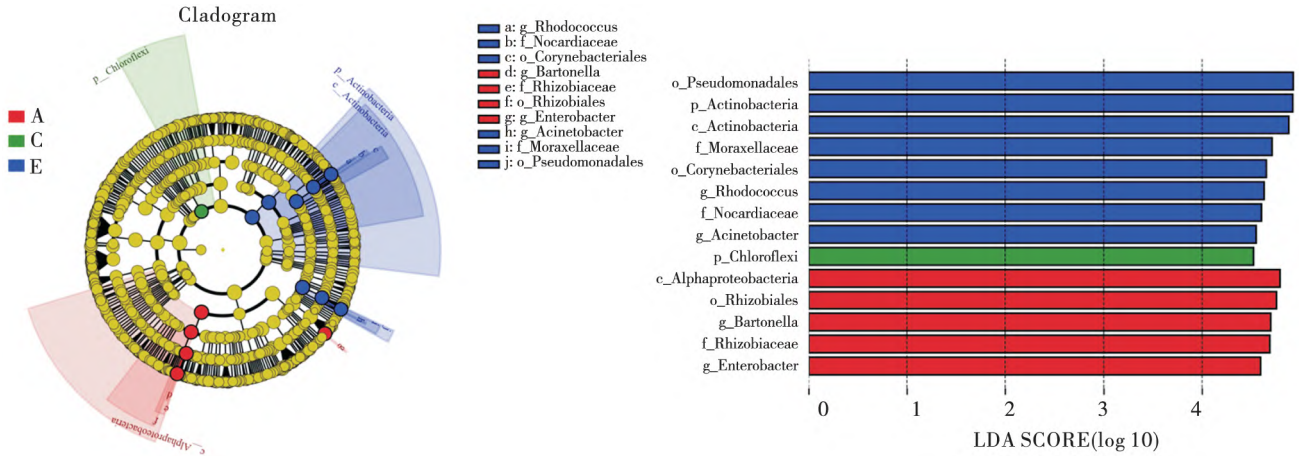 Cladogram
p__Chloroflexi
p__Actinobacteria
c__Actinobacteria
A
C
E
c__Alphaproteobacteria
d
e
f
a: g_Rhodococcus
b: f_Nocardiaceae
c: o_Corynebacteriales
d: g_Bartonella
e: f_Rhizobiaceae
f: o_Rhizobiales
g: g_Enterobacter
h: g_Acinetobacter
i: f_Moraxellaceae
j: o_Pseudomonadales
o_Pseudomonadales
p_Actinobacteria
c_Actinobacteria
f_Moraxellaceae
o_Corynebacteriales
g_Rhodococcus
f_Nocardiaceae
g_Acinetobacter
p_Chloroflexi
c_Alphaproteobacteria
o_Rhizobiales
g_Bartonella
f_Rhizobiaceae
g_Enterobacter
0 1 2 3 4
LDA SCORE(log 10)